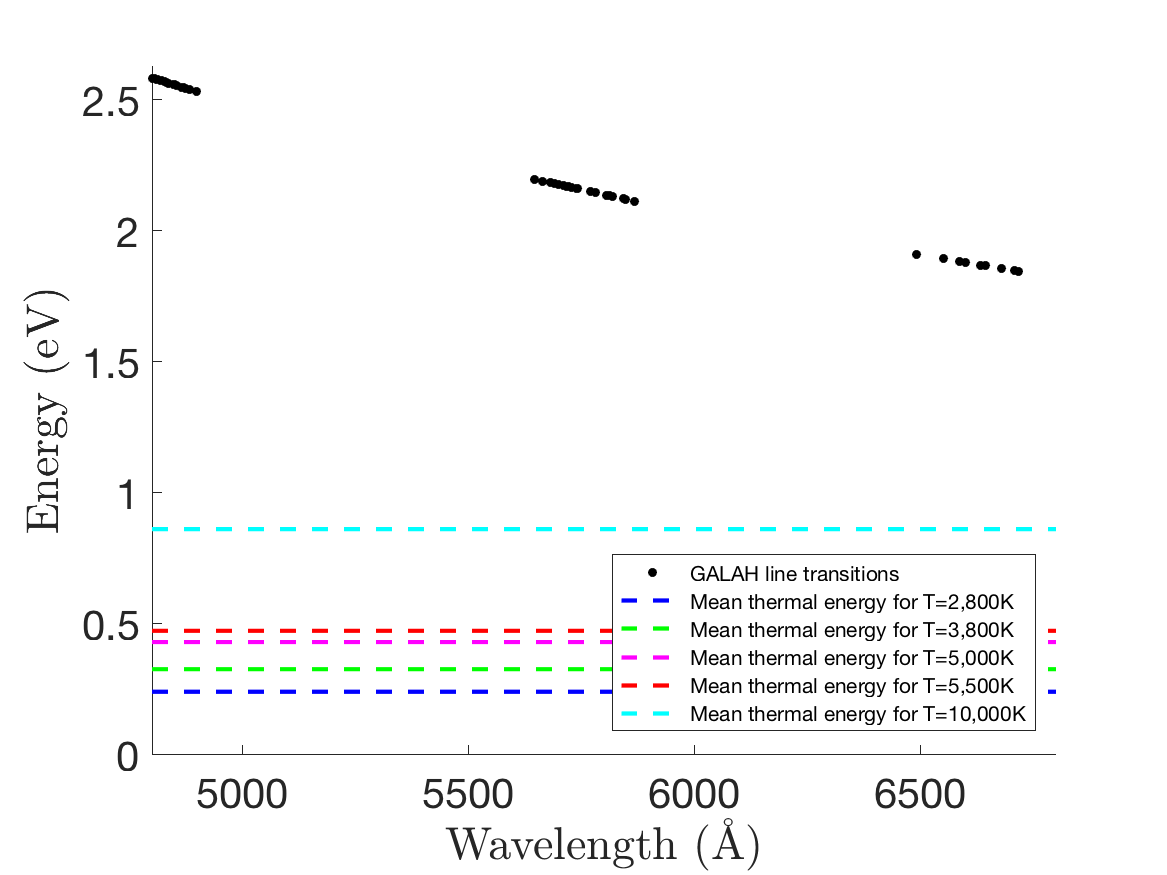 2.5
2
1.5
1
0.5
0
Energy (eV)
GALAH line transitions
Mean thermal energy for T=2,800K
Mean thermal energy for T=3,800K
Mean thermal energy for T=5,000K
Mean thermal energy for T=5,500K
Mean thermal energy for T=10,000K
5000 5500 6000 6500
Wavelength (Å)